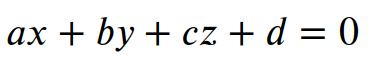 ax + by + cz + d = 0